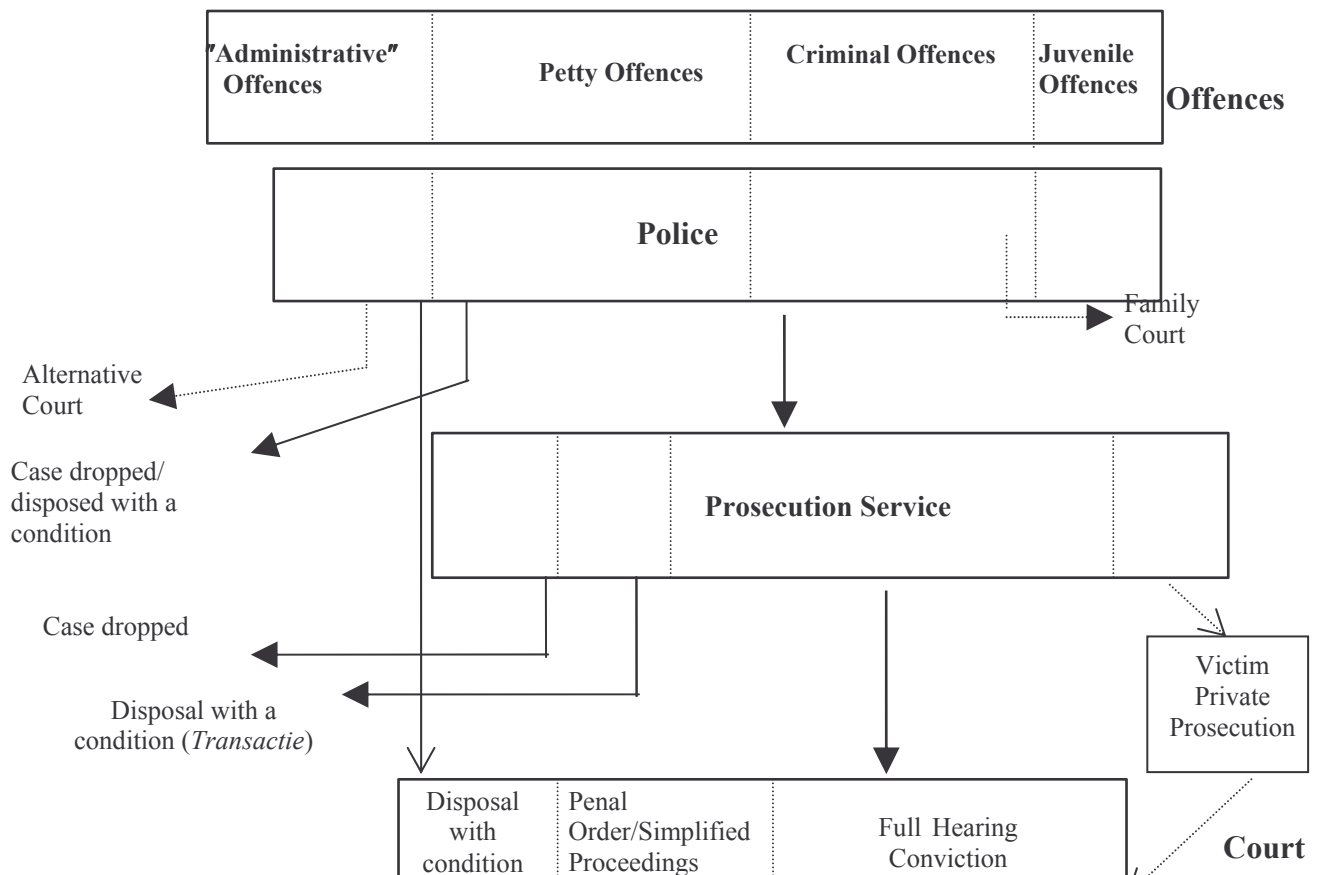 "Administrative"
Offences
Petty Offences
Criminal Offences
Juvenile
Offences
Offences
Police
Family
Court
Alternative
Court
Case dropped/
disposed with a
condition
Prosecution Service
Case dropped
Disposal with a
condition (Transactie)
Victim
Private
Prosecution
Disposal
with
condition
Penal
Order/Simplified
Proceedings
Full Hearing
Conviction
Court